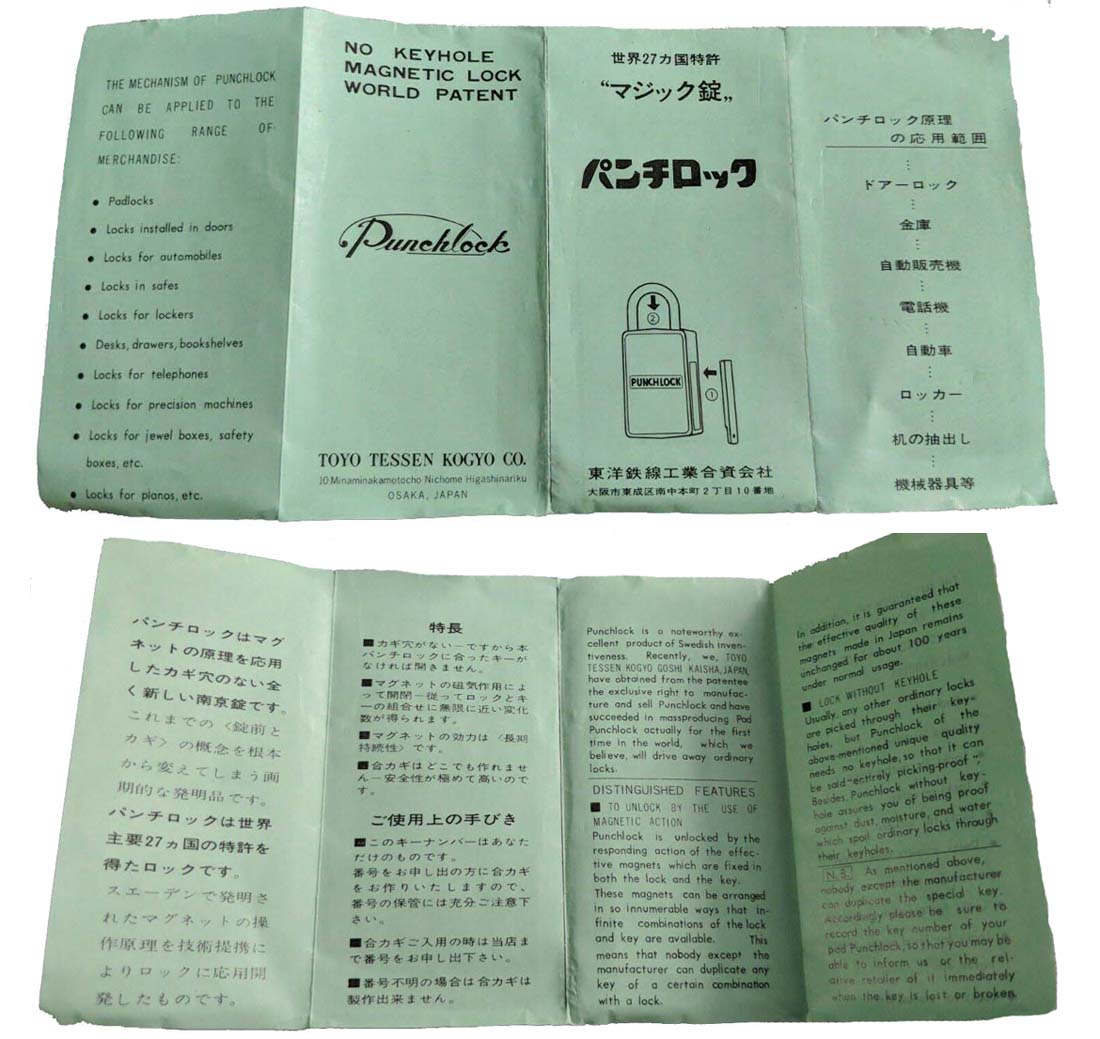 THE MECHANISM OF PUNCHLOCK
CAN BE APPLIED TO THE
FOLLOWING RANGE OF
MERCHANDISE:
● Padlocks
● Locks installed in doors
● Locks for automobiles
● Locks in safes
● Locks for lockers
● Desks, drawers, bookshelves
● Locks for telephones
● Locks for precision machines
● Locks for jewel boxes, safety
boxes, etc.
● Locks for pianos, etc.
NO KEYHOLE
MAGNETIC LOCK
WORLD PATENT
Punchlock
TOYO TESSEN KOGYO CO.
10 Minaminakamotocho Nichome Higashinariku
OSAKA, JAPAN
世界27カ国特許
“マジック錠„
パンチロック
②
PUNCHLOCK
①
東洋鉄線工業合資会社
大阪市東成区南中本町2丁目10番地
パンチロック原理
の応用範囲
ドアーロック
金庫
自動販売機
電話機
自動車
ロッカー
机の抽出し
機械器具等
パンチロックはマグ
ネットの原理を応用
したカギ穴のない全
く新しい南京錠です。
これまでの〈錠前と
カギ〉の概念を根本
から変えてしまう画
期的な発明品です。
パンチロックは世界
主要27カ国の特許を
得たロックです。
スエーデンで発明さ
れたマグネットの操
作原理を技術提携に
よりロックに応用開
発したものです。
特長
■カギ穴がない―ですから本
パンチロックに合ったキーが
なければ開きません。
■マグネットの磁気作用によ
って開閉―従ってロックとキ
ーの組合せに無限に近い変化
数が得られます。
■マグネットの効力は〈長期
持続性〉です。
■合カギはどこでも作れませ
ん―安全性が極めて高いので
す。
ご使用上の手びき
■このキーナンバーはあなた
だけのものです。
番号をお申し出の方に合カギ
をお作りいたしますので、
番号の保管には充分ご注意下
さい。
■合カギご入用の時は当店ま
で番号をお申し出下さい。
■番号不明の場合は合カギは
製作出来ません。
Punchlock is a noteworthy ex-
cellent product of Swedish inven-
tiveness. Recently, we, TOYO
TESSEN KOGYO GOSHI KAISHA, JAPAN,
have obtained from the patentee
the exclusive right to manufac-
ture and sell Punchlock and have
succeeded in massproducing Pad
Punchlock actually for the first
time in the world, which we
believe, will drive away ordinary
locks.
DISTINGUISHED FEATURES
■ TO UNLOCK BY THE USE OF
MAGNETIC ACTION
Punchlock is unlocked by the
responding action of the effec-
tive magnets which are fixed in
both the lock and the key.
These magnets can be arranged
in so innumerable ways that in-
finite combinations of the lock
and key are available. This
means that nobody except the
manufacturer can duplicate any
key of a certain combination
with a lock.
In addition, it is guaranteed that
the effective quality of these
magnets made in Japan remains
unchanged for about 100 years
under normal usage.
■ LOCK WITHOUT KEYHOLE
Usually, any other ordinary locks
are picked through their key-
holes, but Punchlock of the
above-mentioned unique quality
needs no keyhole, so that it can
be said "entirely picking-proof".
Besides, Punchlock without key-
hole assures you of being proof
against dust, moisture, and water
which spoil ordinary locks through
their keyholes.
N.B. As mentioned above,
nobody except the manufacturer
can duplicate the special key.
Accordingly please be sure to
record the key number of your
pad Punchlock, so that you may be
able to inform us or the rel-
ative retailer of it immediately
when the key is lost or broken.